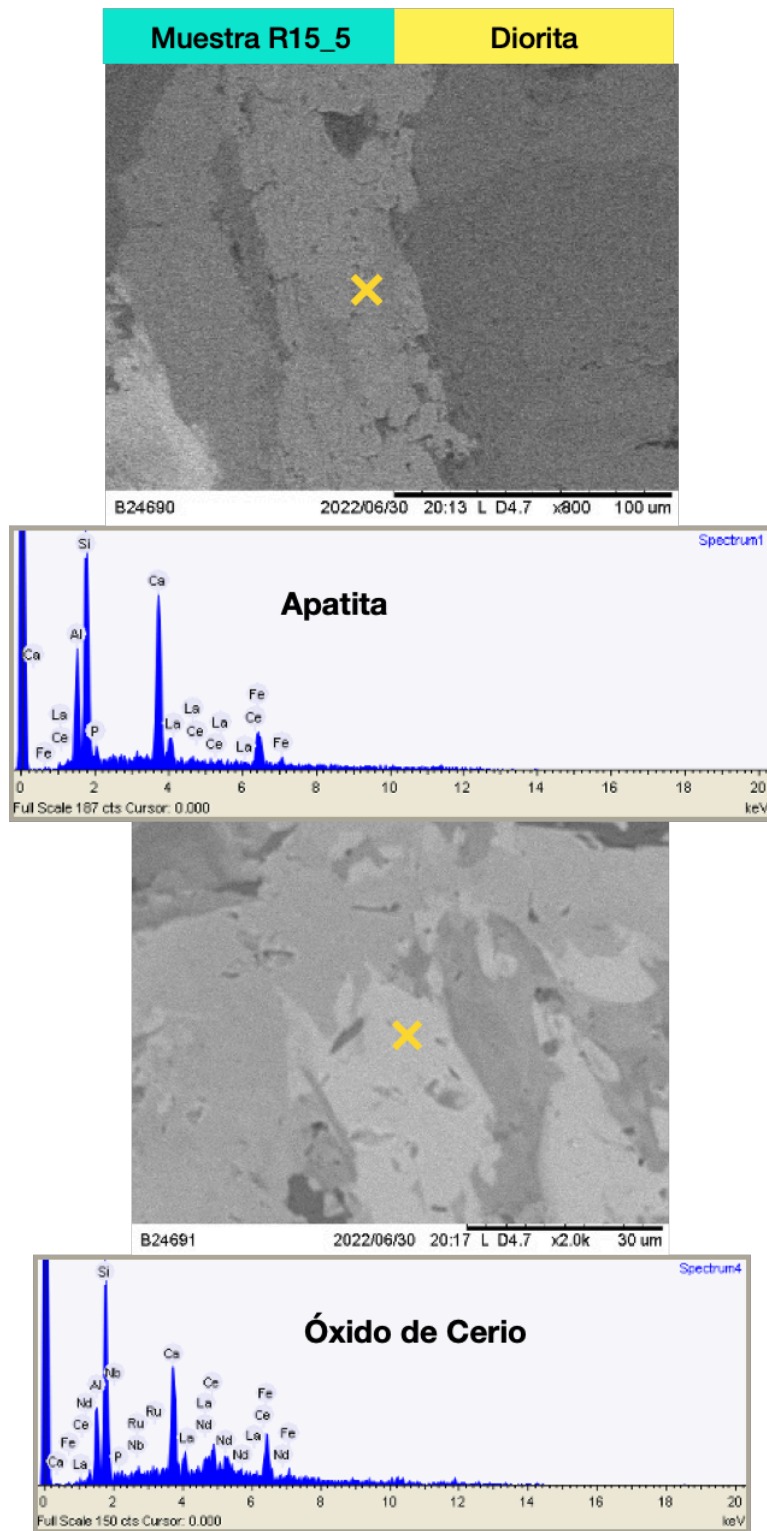 Muestra R15_5 Diorita
B24690 2022/06/30 20:13 L D4.7 x800 100 um
Spectrum1
Si
Ca
Apatita
Al
Ca
Fe
La La
Ce La
La Ce
P Ce
Fe Ce La Fe
0 2 4 6 8 10 12 14 16 18 20
Full Scale 187 cts Cursor: 0.000 keV
B24691 2022/06/30 20:17 L D4.7 x2.0k 30 um
Spectrum4
Si
Óxido de Cerio
Ca
Nb Ce
Al Fe
Nd Ru La
Ce Ru Nd Ce
Fe Nb La Nd La Fe
Ca La P Nd Nd
0 2 4 6 8 10 12 14 16 18 20
Full Scale 150 cts Cursor: 0.000 keV